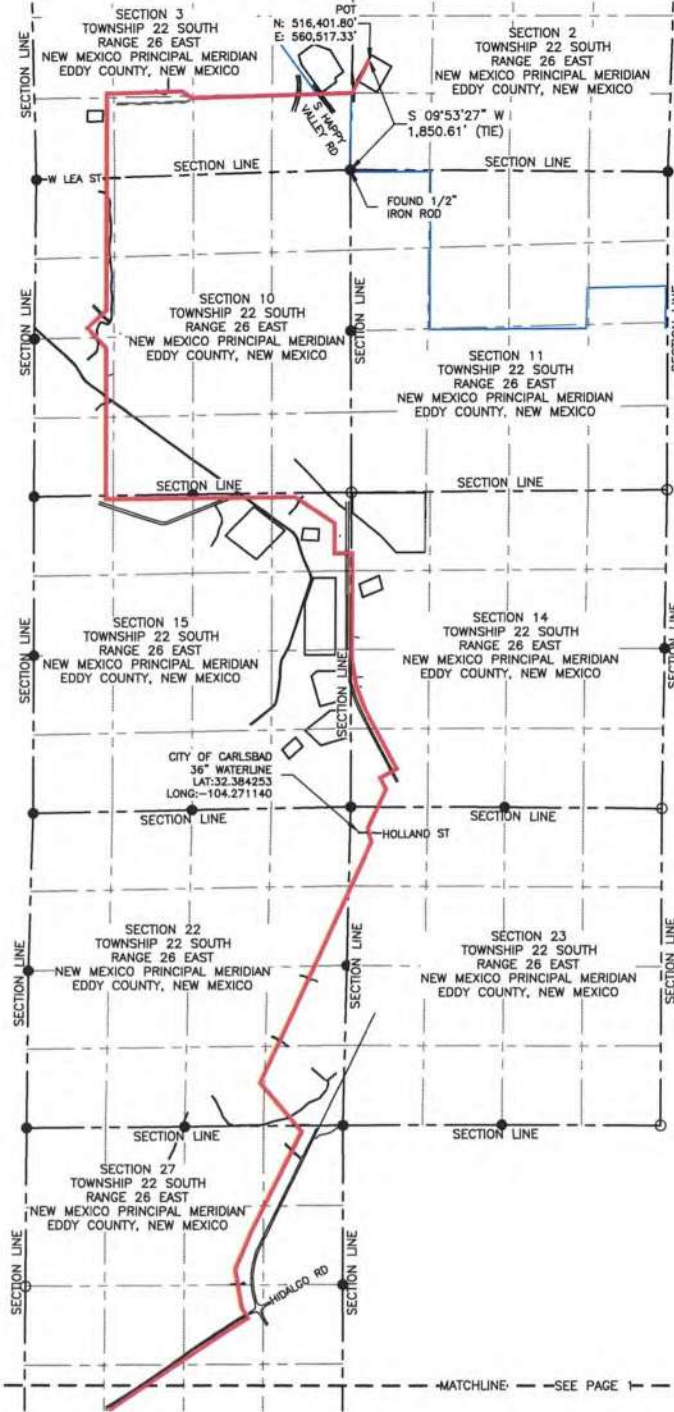 SECTION 3
TOWNSHIP 22 SOUTH
RANGE 26 EAST
NEW MEXICO PRINCIPAL MERIDIAN
EDDY COUNTY, NEW MEXICO
POT
N: 516,401.80'
E: 560,517.33'
SECTION 2
TOWNSHIP 22 SOUTH
RANGE 26 EAST
NEW MEXICO PRINCIPAL MERIDIAN
EDDY COUNTY, NEW MEXICO
SECTION LINE
SECTION LINE
S HAPPY
VALLEY RD
S 09°53'27" W
1,850.61' (TIE)
W LEA ST
SECTION LINE
SECTION LINE
FOUND 1/2"
IRON ROD
SECTION 10
TOWNSHIP 22 SOUTH
RANGE 26 EAST
NEW MEXICO PRINCIPAL MERIDIAN
EDDY COUNTY, NEW MEXICO
SECTION LINE
SECTION LINE
SECTION LINE
SECTION 11
TOWNSHIP 22 SOUTH
RANGE 26 EAST
NEW MEXICO PRINCIPAL MERIDIAN
EDDY COUNTY, NEW MEXICO
SECTION LINE
SECTION LINE
SECTION 15
TOWNSHIP 22 SOUTH
RANGE 26 EAST
NEW MEXICO PRINCIPAL MERIDIAN
EDDY COUNTY, NEW MEXICO
SECTION LINE
SECTION LINE
SECTION LINE
SECTION 14
TOWNSHIP 22 SOUTH
RANGE 26 EAST
NEW MEXICO PRINCIPAL MERIDIAN
EDDY COUNTY, NEW MEXICO
CITY OF CARLSBAD
36" WATERLINE
LAT:32.384253
LONG:-104.271140
SECTION LINE
SECTION LINE
HOLLAND ST
SECTION 22
TOWNSHIP 22 SOUTH
RANGE 26 EAST
NEW MEXICO PRINCIPAL MERIDIAN
EDDY COUNTY, NEW MEXICO
SECTION LINE
SECTION LINE
SECTION LINE
SECTION 23
TOWNSHIP 22 SOUTH
RANGE 26 EAST
NEW MEXICO PRINCIPAL MERIDIAN
EDDY COUNTY, NEW MEXICO
SECTION LINE
SECTION LINE
SECTION 27
TOWNSHIP 22 SOUTH
RANGE 26 EAST
NEW MEXICO PRINCIPAL MERIDIAN
EDDY COUNTY, NEW MEXICO
SECTION LINE
SECTION LINE
HIDALGO RD
MATCHLINE SEE PAGE 1